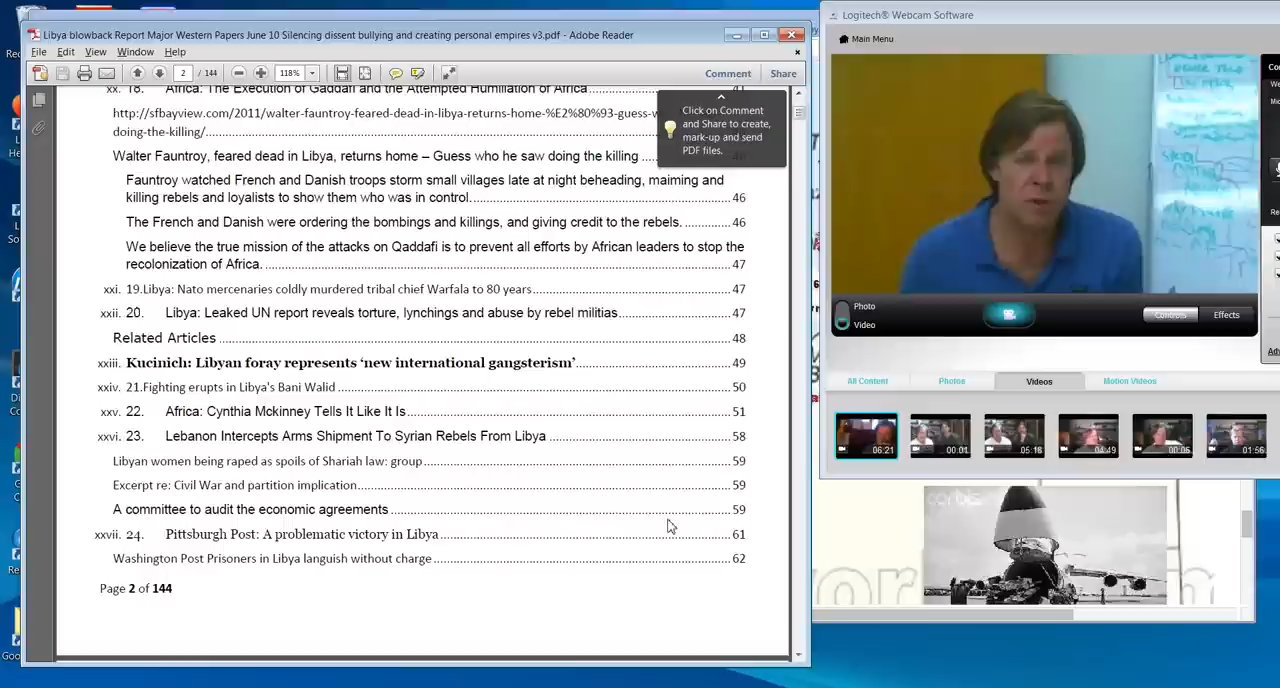 Libya blowback Report Major Western Papers June 10 Silencing dissent bullying and creating personal empires v3.pdf - Adobe Reader
File Edit View Window Help
2 / 144 118% Comment Share
xx. 18. Africa: The Execution of Gaddafi and the Attempted Humiliation of Africa
http://sfbayview.com/2011/walter-fauntroy-feared-dead-in-libya-returns-home-%E2%80%93-guess-w
doing-the-killing/
Walter Fauntroy, feared dead in Libya, returns home – Guess who he saw doing the killing
Fauntroy watched French and Danish troops storm small villages late at night beheading, maiming and
killing rebels and loyalists to show them who was in control. 46
The French and Danish were ordering the bombings and killings, and giving credit to the rebels. 46
We believe the true mission of the attacks on Qaddafi is to prevent all efforts by African leaders to stop the
recolonization of Africa. 47
xxi. 19.Libya: Nato mercenaries coldly murdered tribal chief Warfala to 80 years 47
xxii. 20. Libya: Leaked UN report reveals torture, lynchings and abuse by rebel militias 47
Related Articles 48
xxiii. Kucinich: Libyan foray represents ‘new international gangsterism’ 49
xxiv. 21.Fighting erupts in Libya's Bani Walid 50
xxv. 22. Africa: Cynthia Mckinney Tells It Like It Is 51
xxvi. 23. Lebanon Intercepts Arms Shipment To Syrian Rebels From Libya 58
Libyan women being raped as spoils of Shariah law: group 59
Excerpt re: Civil War and partition implication 59
A committee to audit the economic agreements 59
xxvii. 24. Pittsburgh Post: A problematic victory in Libya 61
Washington Post Prisoners in Libya languish without charge 62
Page 2 of 144
Click on Comment
and Share to create,
mark-up and send
PDF files.
Logitech® Webcam Software
Main Menu
Photo
Video
Controls Effects
All Content Photos Videos Motion Videos
06:21 00:01 05:18 04:49 00:06 01:56
corbis